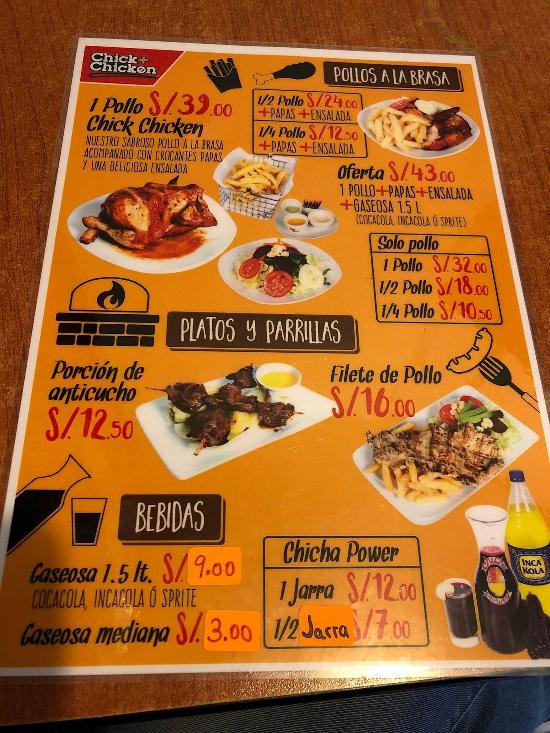 Chick+
Chicken
POLLOS A LA BRASA
1 Pollo S/39.00
Chick Chicken
NUESTRO SABROSO POLLO A LA BRASA
ACOMPAÑADO CON CROCANTES PAPAS
Y UNA DELICIOSA ENSALADA
1/2 Pollo S/24.00
+PAPAS +ENSALADA
1/4 Pollo S/12.50
+PAPAS +ENSALADA
Oferta S/43.00
1 POLLO+PAPAS+ENSALADA
+GASEOSA 1.5 L
(COCACOLA, INCACOLA Ó SPRITE)
Solo pollo
1 Pollo S/32.00
1/2 Pollo S/18.00
1/4 Pollo S/10.50
PLATOS Y PARRILLAS
Porción de
anticucho
S/12.50
Filete de Pollo
S/16.00
BEBIDAS
Gaseosa 1.5 lt. S/. 9.00
COCACOLA, INCACOLA Ó SPRITE
Gaseosa mediana S/. 3.00
Chicha Power
1 Jarra S/12.00
1/2 Jarra S/7.00
INCA
KOLA